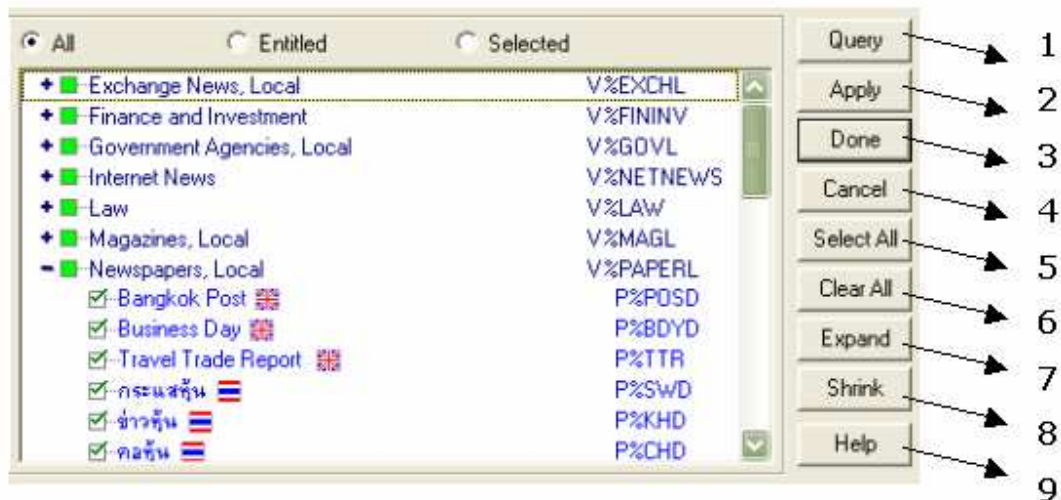 All Entitled Selected
Exchange News, Local V%EXCHL
Finance and Investment V%FININV
Government Agencies, Local V%GOVL
Internet News V%NETNEWS
Law V%LAW
Magazines, Local V%MAGL
Newspapers, Local V%PAPERL
Bangkok Post P%POSD
Business Day P%BDYD
Travel Trade Report P%TTR
กระแสหุ้น P%SWD
ข่าวหุ้น P%KHD
ดอหุ้น P%CHD
Query 1
Apply 2
Done 3
Cancel 4
Select All 5
Clear All 6
Expand 7
Shrink 8
Help 9